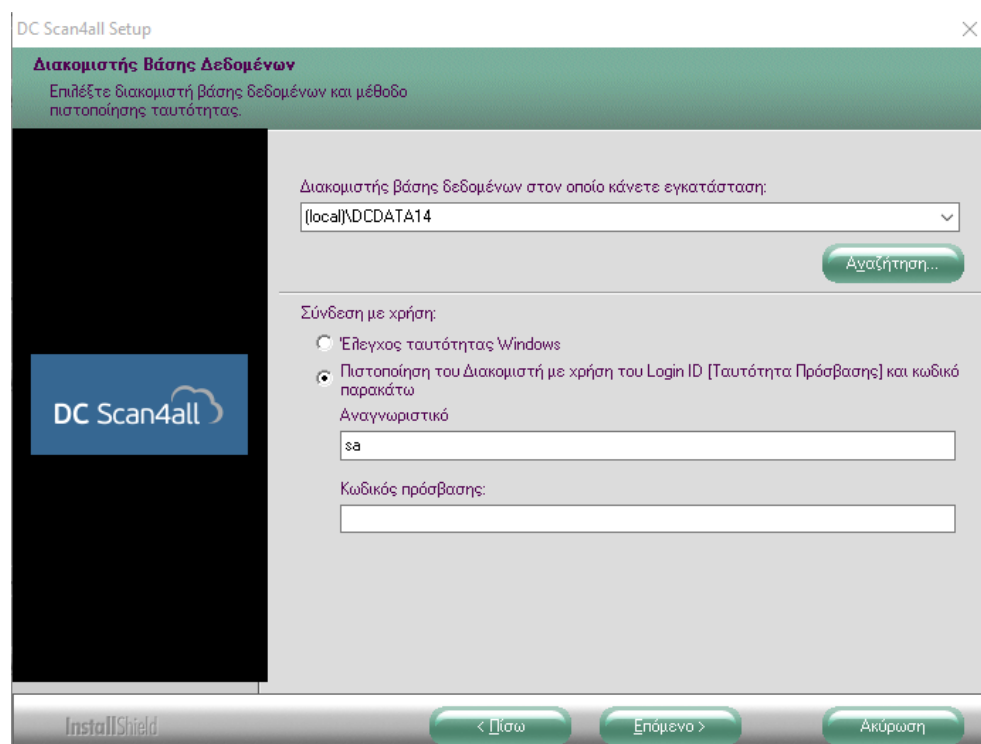 DC Scan4all Setup
Διακομιστής Βάσης Δεδομένων
Επιλέξτε διακομιστή βάσης δεδομένων και μέθοδο
πιστοποίησης ταυτότητας.
Διακομιστής βάσης δεδομένων στον οποίο κάνετε εγκατάσταση:
(local)\DCDATA14
Αναζήτηση...
Σύνδεση με χρήση:
Έλεγχος ταυτότητας Windows
Πιστοποίηση του Διακομιστή με χρήση του Login ID [Ταυτότητα Πρόσβασης] και κωδικό
παρακάτω
Αναγνωριστικό
sa
Κωδικός πρόσβασης:
DC Scan4all
InstallShield
< Πίσω
Επόμενο >
Ακύρωση